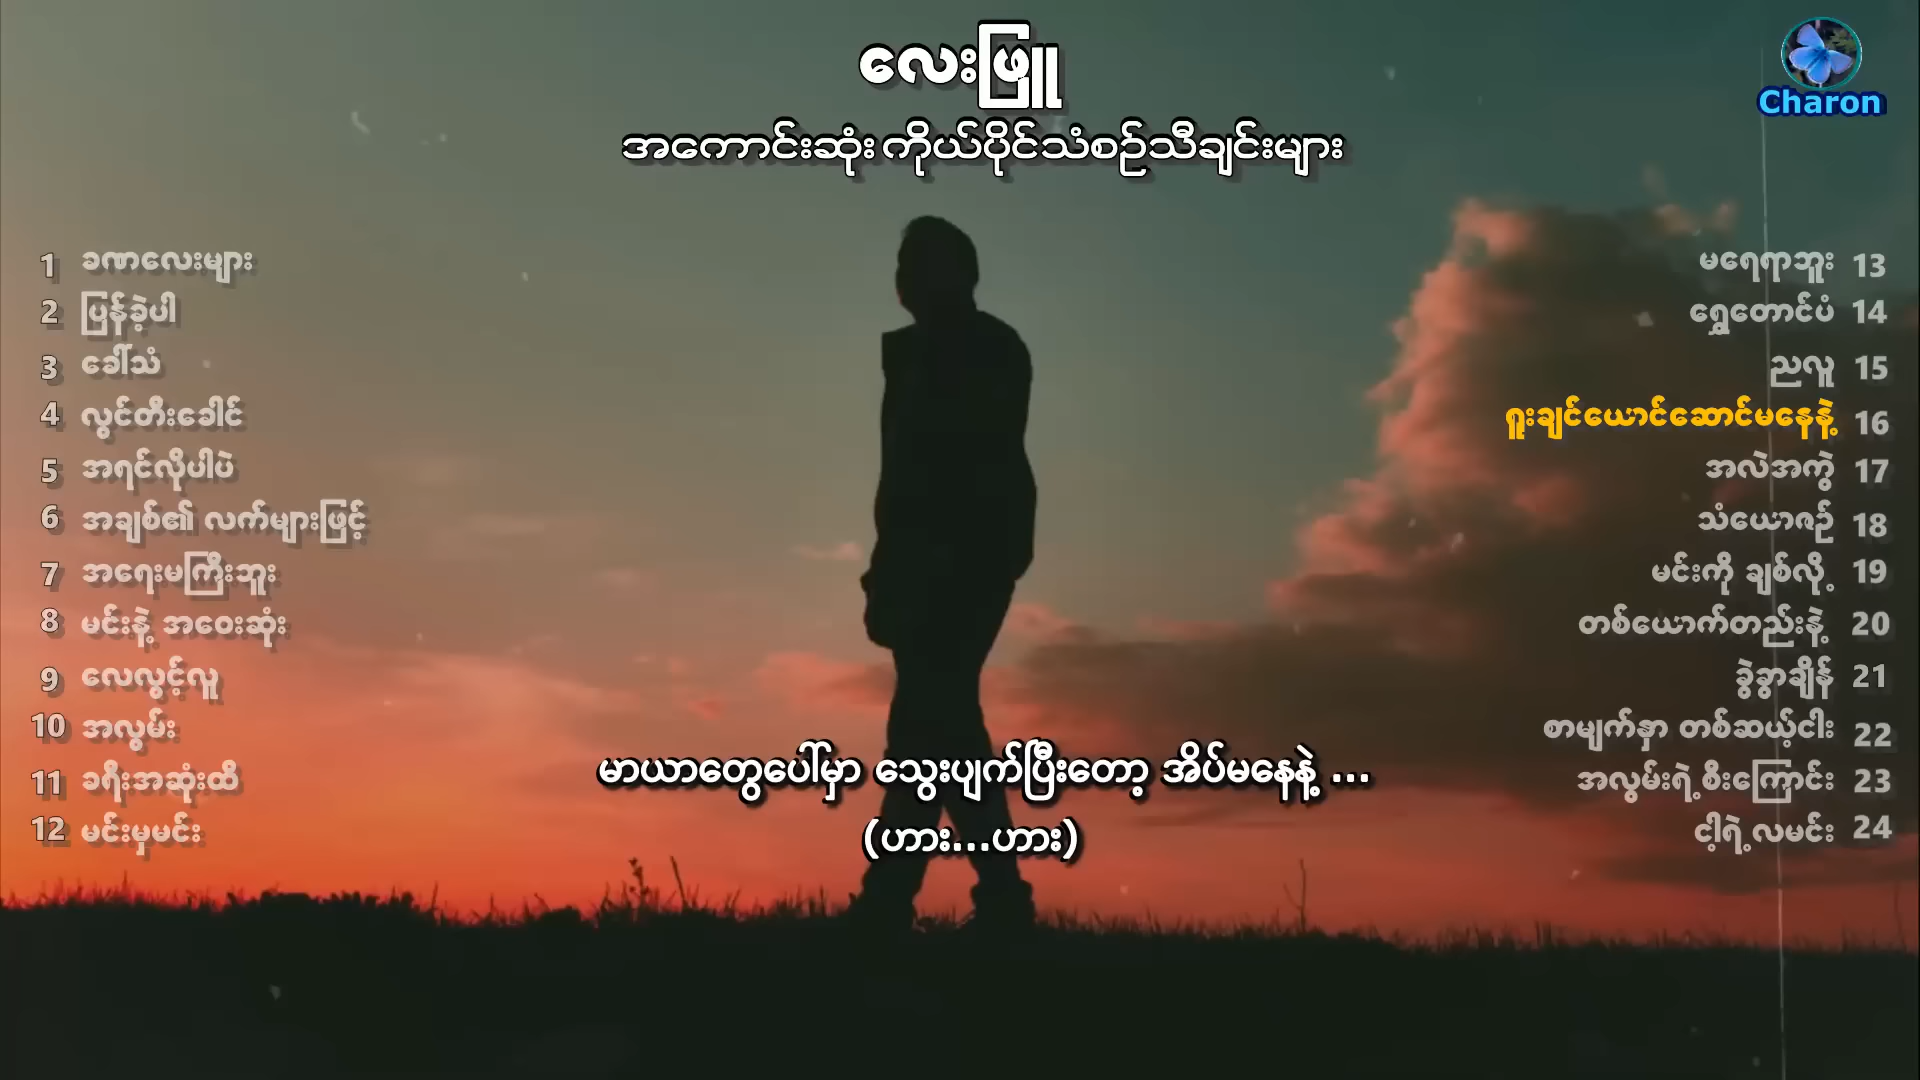 လေးဖြူ
အကောင်းဆုံး ကိုယ်ပိုင်သံစဉ်သီချင်းများ
Charon
1 ခဏလေးများ
2 ပြန်ခဲ့ပါ
3 ခေါ်သံ
4 လွင်တီးခေါင်
5 အရင်လိုပါပဲ
6 အချစ်၏ လက်များဖြင့်
7 အရေးမကြီးဘူး
8 မင်းနဲ့ အဝေးဆုံး
9 လေလွင့်လူ
10 အလွမ်း
11 ခရီးအဆုံးထိ
12 မင်းမှမင်း
မရေရာဘူး 13
ရွှေတောင်ပံ 14
ညလူ 15
ရူးချင်ယောင်ဆောင်မနေနဲ့ 16
အလဲအကွဲ 17
သံယောဇဉ် 18
မင်းကို ချစ်လို့ 19
တစ်ယောက်တည်းနဲ့ 20
ခွဲခွာချိန် 21
စာမျက်နှာ တစ်ဆယ့်ငါး 22
အလွမ်းရဲ့စီးကြောင်း 23
ငါ့ရဲ့လမင်း 24
မာယာတွေပေါ်မှာ သွေးပျက်ပြီးတော့ အိပ်မနေနဲ့ ...
(ဟား...ဟား)